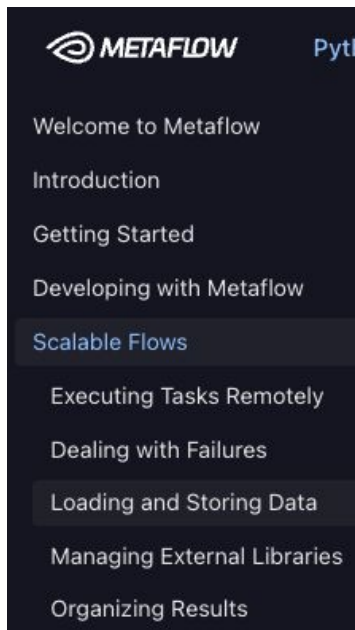 METAFLOW Pyt
Welcome to Metaflow
Introduction
Getting Started
Developing with Metaflow
Scalable Flows
Executing Tasks Remotely
Dealing with Failures
Loading and Storing Data
Managing External Libraries
Organizing Results